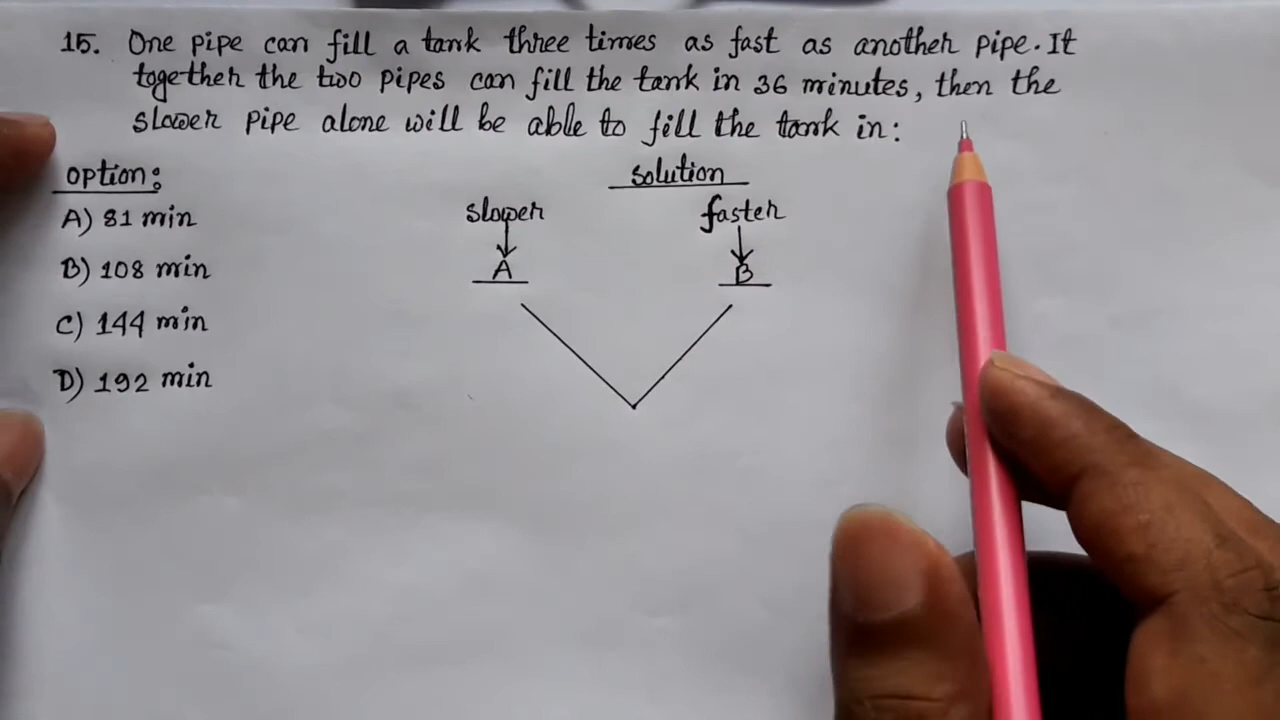 15. One pipe can fill a tank three times as fast as another pipe. It
together the two pipes can fill the tank in 36 minutes, then the
slower pipe alone will be able to fill the tank in:
option:
A) 81 min
B) 108 min
C) 144 min
D) 192 min
solution
slower faster
A B